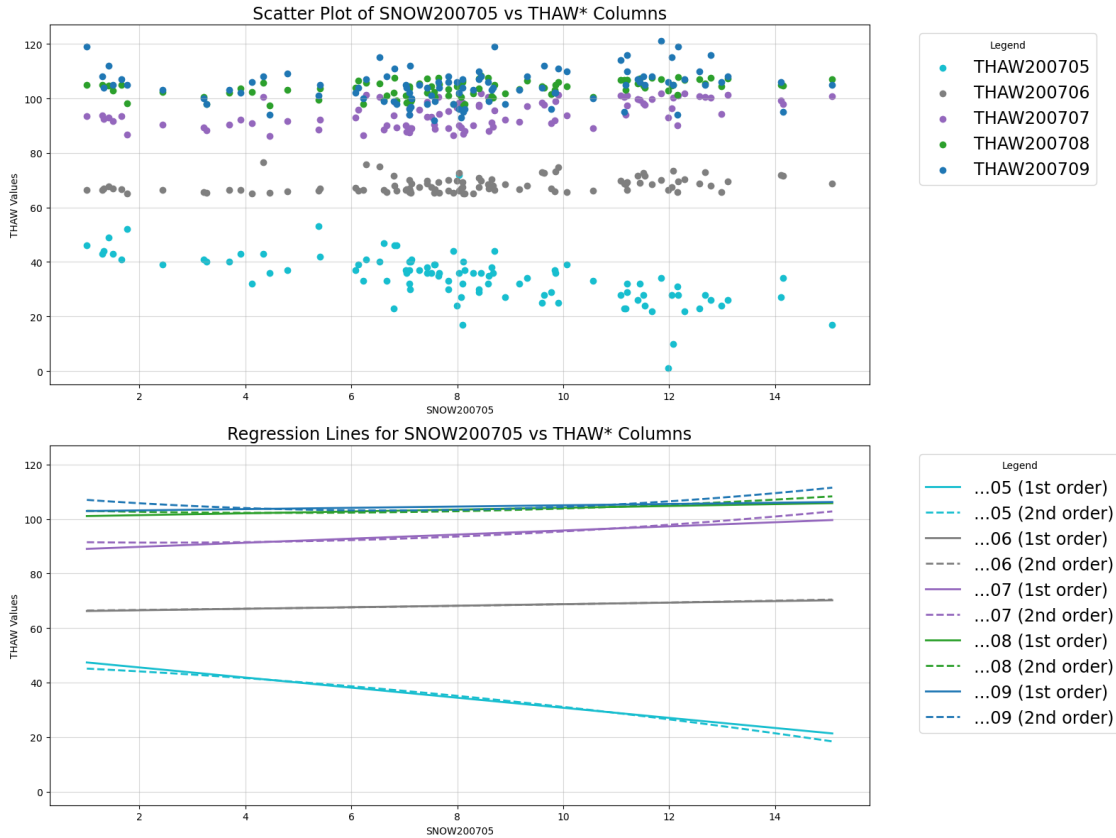 Scatter Plot of SNOW200705 vs THAW* Columns
120
100
80
60
40
20
0
THAW Values
2 4 6 8 10 12 14
SNOW200705
Legend
THAW200705
THAW200706
THAW200707
THAW200708
THAW200709
Regression Lines for SNOW200705 vs THAW* Columns
120
100
80
60
40
20
0
THAW Values
2 4 6 8 10 12 14
SNOW200705
Legend
...05 (1st order)
...05 (2nd order)
...06 (1st order)
...06 (2nd order)
...07 (1st order)
...07 (2nd order)
...08 (1st order)
...08 (2nd order)
...09 (1st order)
...09 (2nd order)